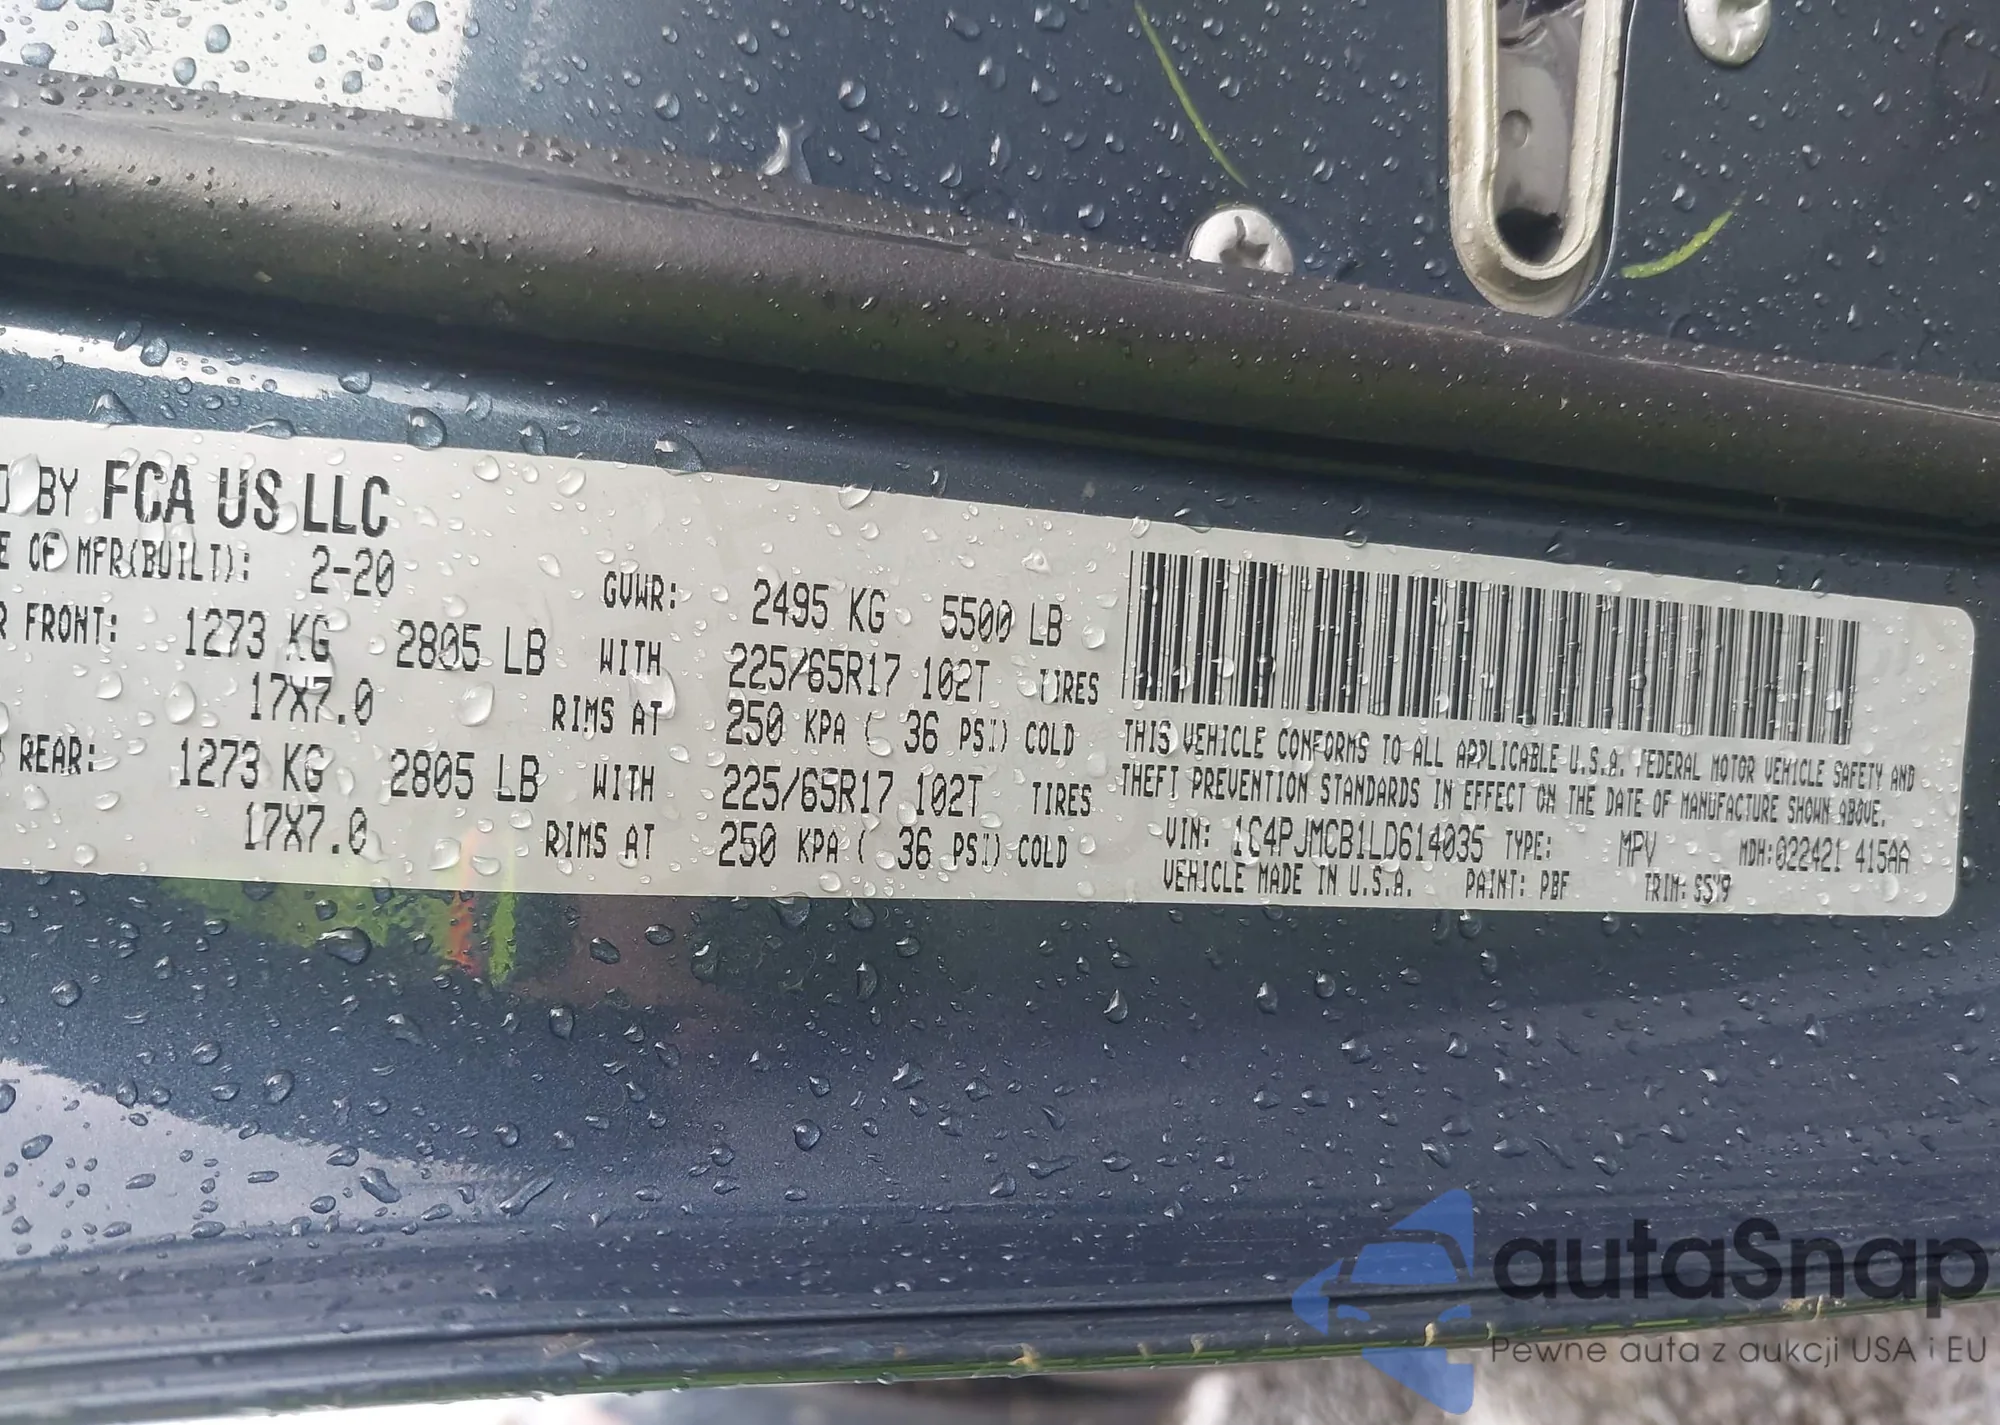 D BY FCA US LLC
E OF MFR(BUILT): 2-20 GVWR: 2495 KG 5500 LB
R FRONT: 1273 KG 2805 LB WITH 225/65R17 102T TIRES
17X7.0 RIMS AT 250 KPA ( 36 PSI) COLD
REAR: 1273 KG 2805 LB WITH 225/65R17 102T TIRES
17X7.0 RIMS AT 250 KPA ( 36 PSI) COLD
THIS VEHICLE CONFORMS TO ALL APPLICABLE U.S.A. FEDERAL MOTOR VEHICLE SAFETY AND
THEFT PREVENTION STANDARDS IN EFFECT ON THE DATE OF MANUFACTURE SHOWN ABOVE.
VIN: 1C4PJMCB1LD614035 TYPE: MPV MDH:022421 415AA
VEHICLE MADE IN U.S.A. PAINT: PBF TRIM: SSX9
autaSnap
Pewne auta z aukcji USA i EU